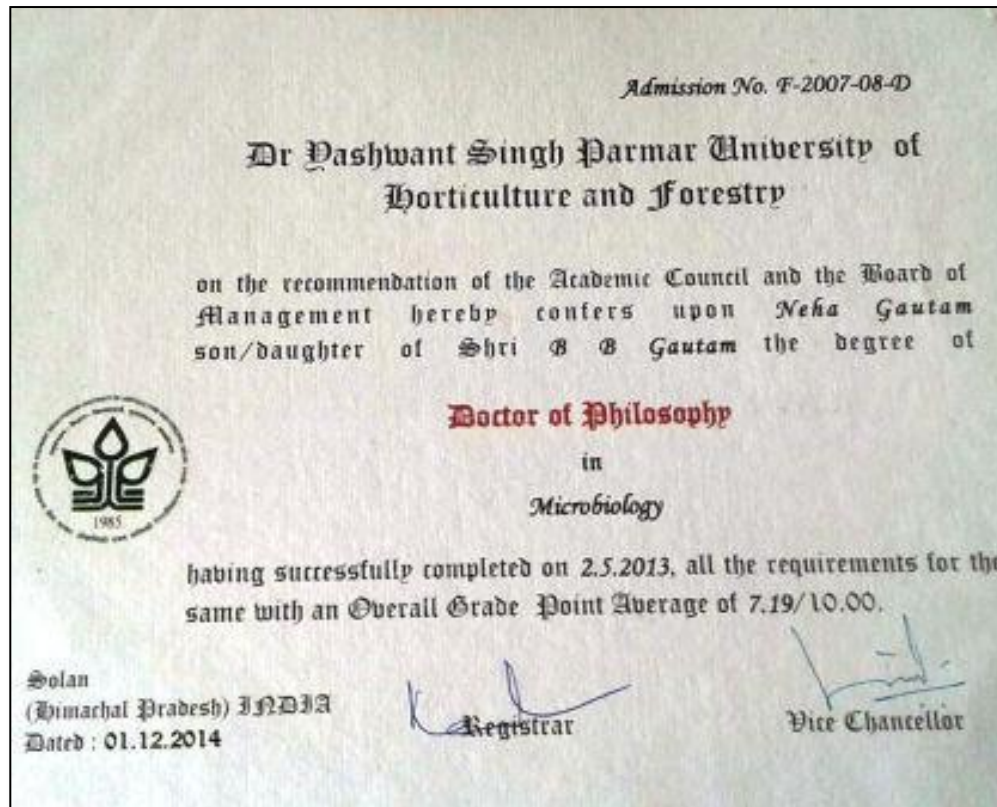 Admission No. F-2007-08-D
Dr Yashwant Singh Parmar University of
Horticulture and Forestry
on the recommendation of the Academic Council and the Board of
Management hereby confers upon Neha Gautam
son/daughter of Shri B B Gautam the degree of
Doctor of Philosophy
in
Microbiology
1985
having successfully completed on 2.5.2013, all the requirements for the
same with an Overall Grade Point Average of 7.19/10.00.
Solan
(Himachal Pradesh) INDIA
Dated : 01.12.2014
Registrar
Vice Chancellor